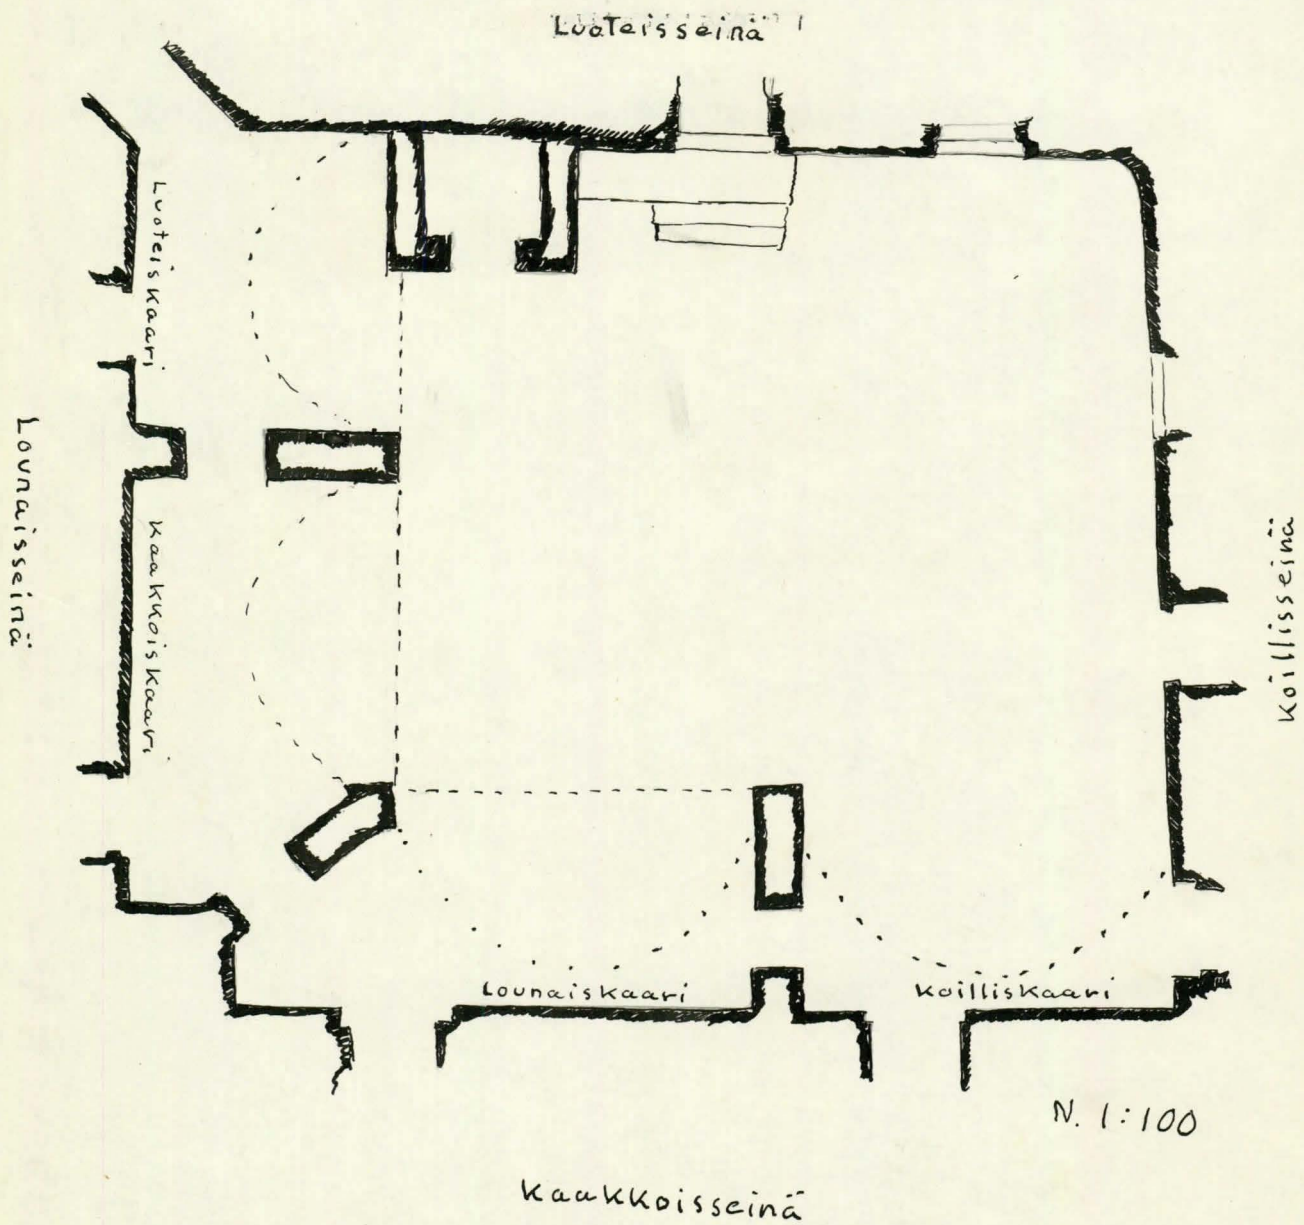 Luoteisseinä
Luoteiskaari
Lounaisseinä
Kaakkoiskaari
Koillisseinä
Lounaiskaari
Koilliskaari
N. 1:100
Kaakkoisseinä